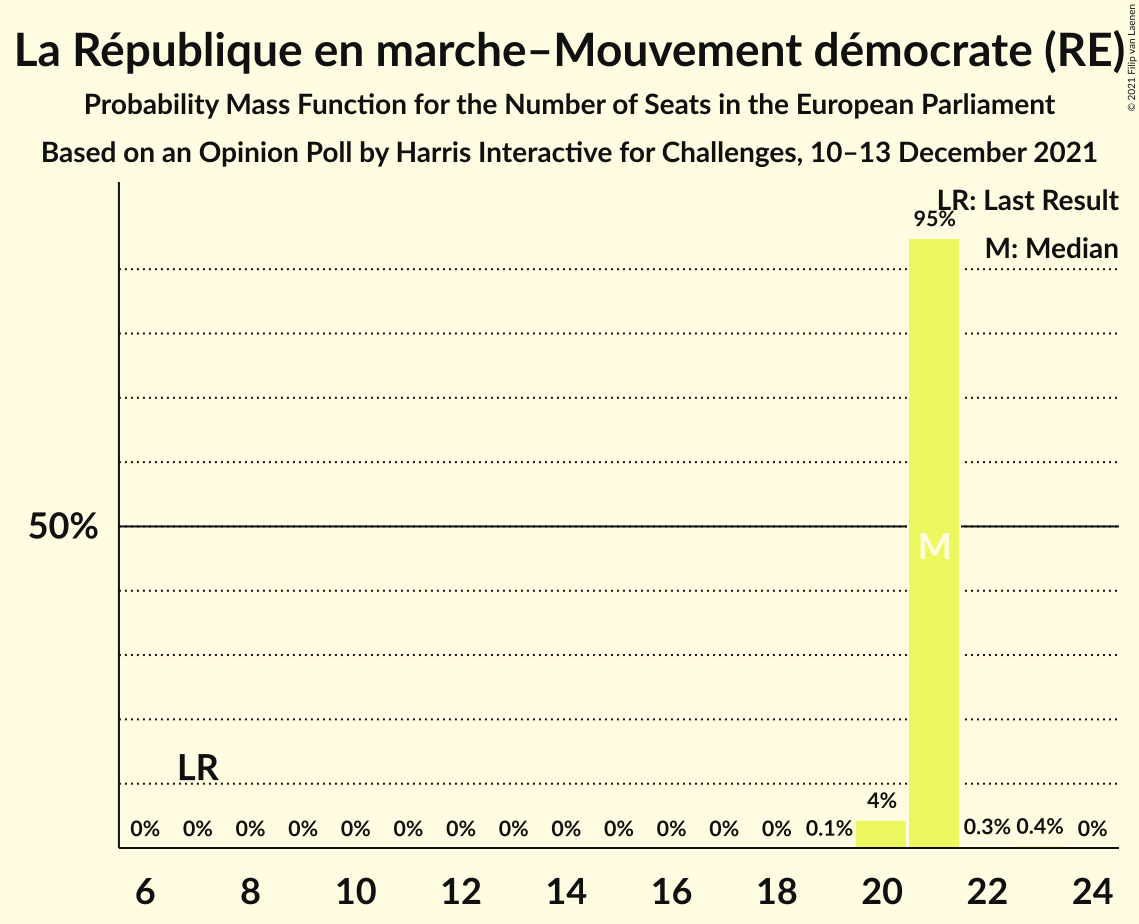 La République en marche–Mouvement démocrate (RE)
Probability Mass Function for the Number of Seats in the European Parliament
Based on an Opinion Poll by Harris Interactive for Challenges, 10–13 December 2021
© 2021 Filip van Laenen
LR: Last Result
95%
M: Median
50%
M
LR
4%
0% 0% 0% 0% 0% 0% 0% 0% 0% 0% 0% 0% 0% 0.1% 0.3% 0.4% 0%
6 8 10 12 14 16 18 20 22 24